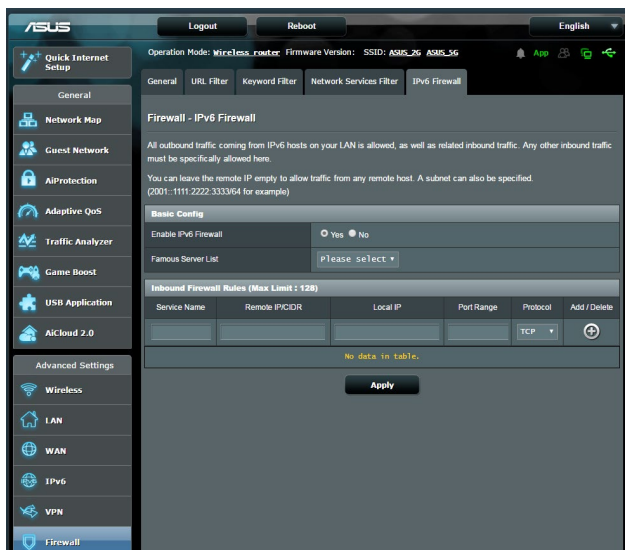 ASUS
Logout
Reboot
English
Quick Internet
Setup
Operation Mode: Wireless router Firmware Version: SSID: ASUS_2G ASUS_5G
App
General URL Filter Keyword Filter Network Services Filter IPv6 Firewall
General
Network Map
Guest Network
AiProtection
Adaptive QoS
Traffic Analyzer
Game Boost
USB Application
AiCloud 2.0
Advanced Settings
Wireless
LAN
WAN
IPv6
VPN
Firewall
Firewall - IPv6 Firewall
All outbound traffic coming from IPv6 hosts on your LAN is allowed, as well as related inbound traffic. Any other inbound traffic
must be specifically allowed here.
You can leave the remote IP empty to allow traffic from any remote host. A subnet can also be specified.
(2001::1111:2222:3333/64 for example)
Basic Config
Enable IPv6 Firewall Yes No
Famous Server List Please select
Inbound Firewall Rules (Max Limit : 128)
Service Name Remote IP/CIDR Local IP Port Range Protocol Add / Delete
TCP
No data in table.
Apply